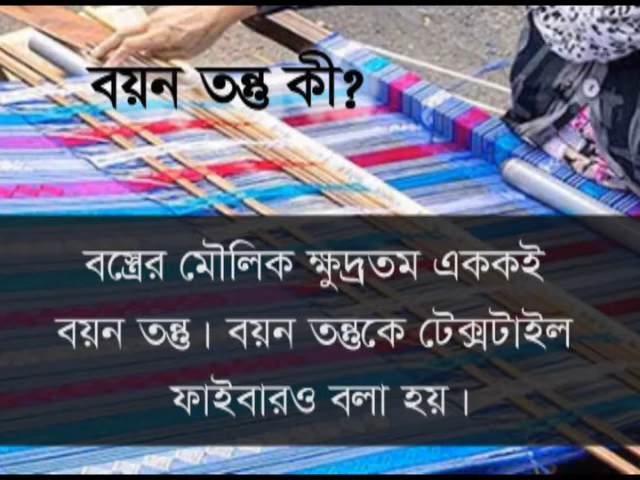 বয়ন তন্তু কী?
বস্ত্রের মৌলিক ক্ষুদ্রতম এককই
বয়ন তন্তু। বয়ন তন্তুকে টেক্সটাইল
ফাইবারও বলা হয়।